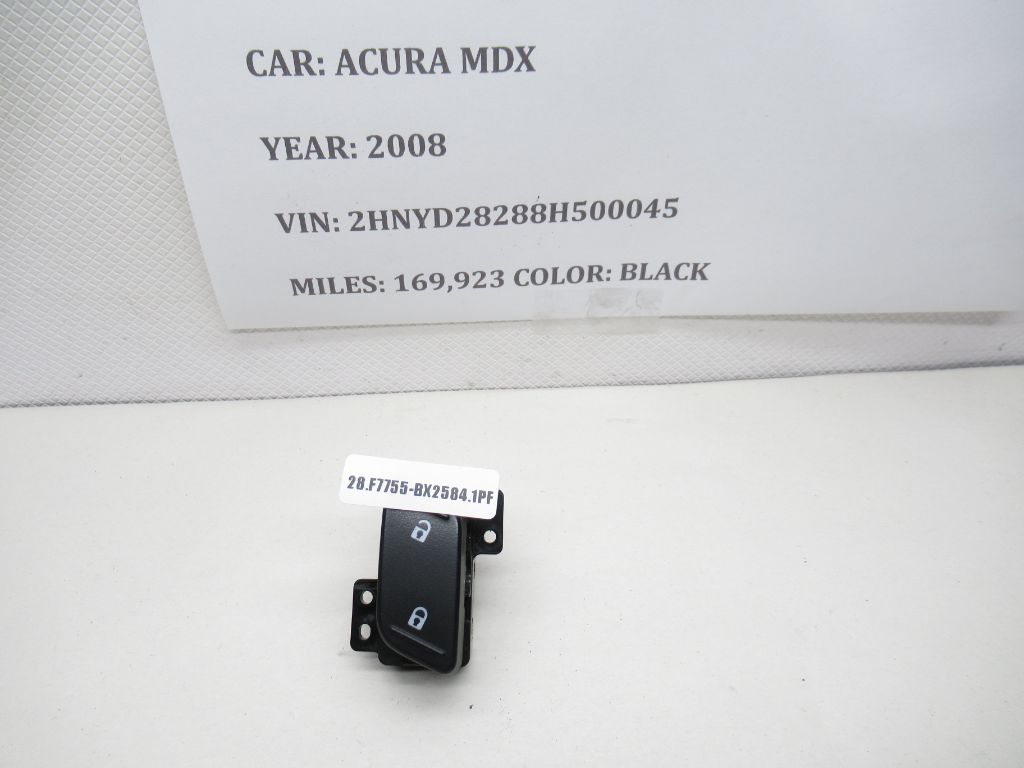 CAR: ACURA MDX
YEAR: 2008
VIN: 2HNYD28288H500045
MILES: 169,923 COLOR: BLACK
28.F7755-BX2584.1PF